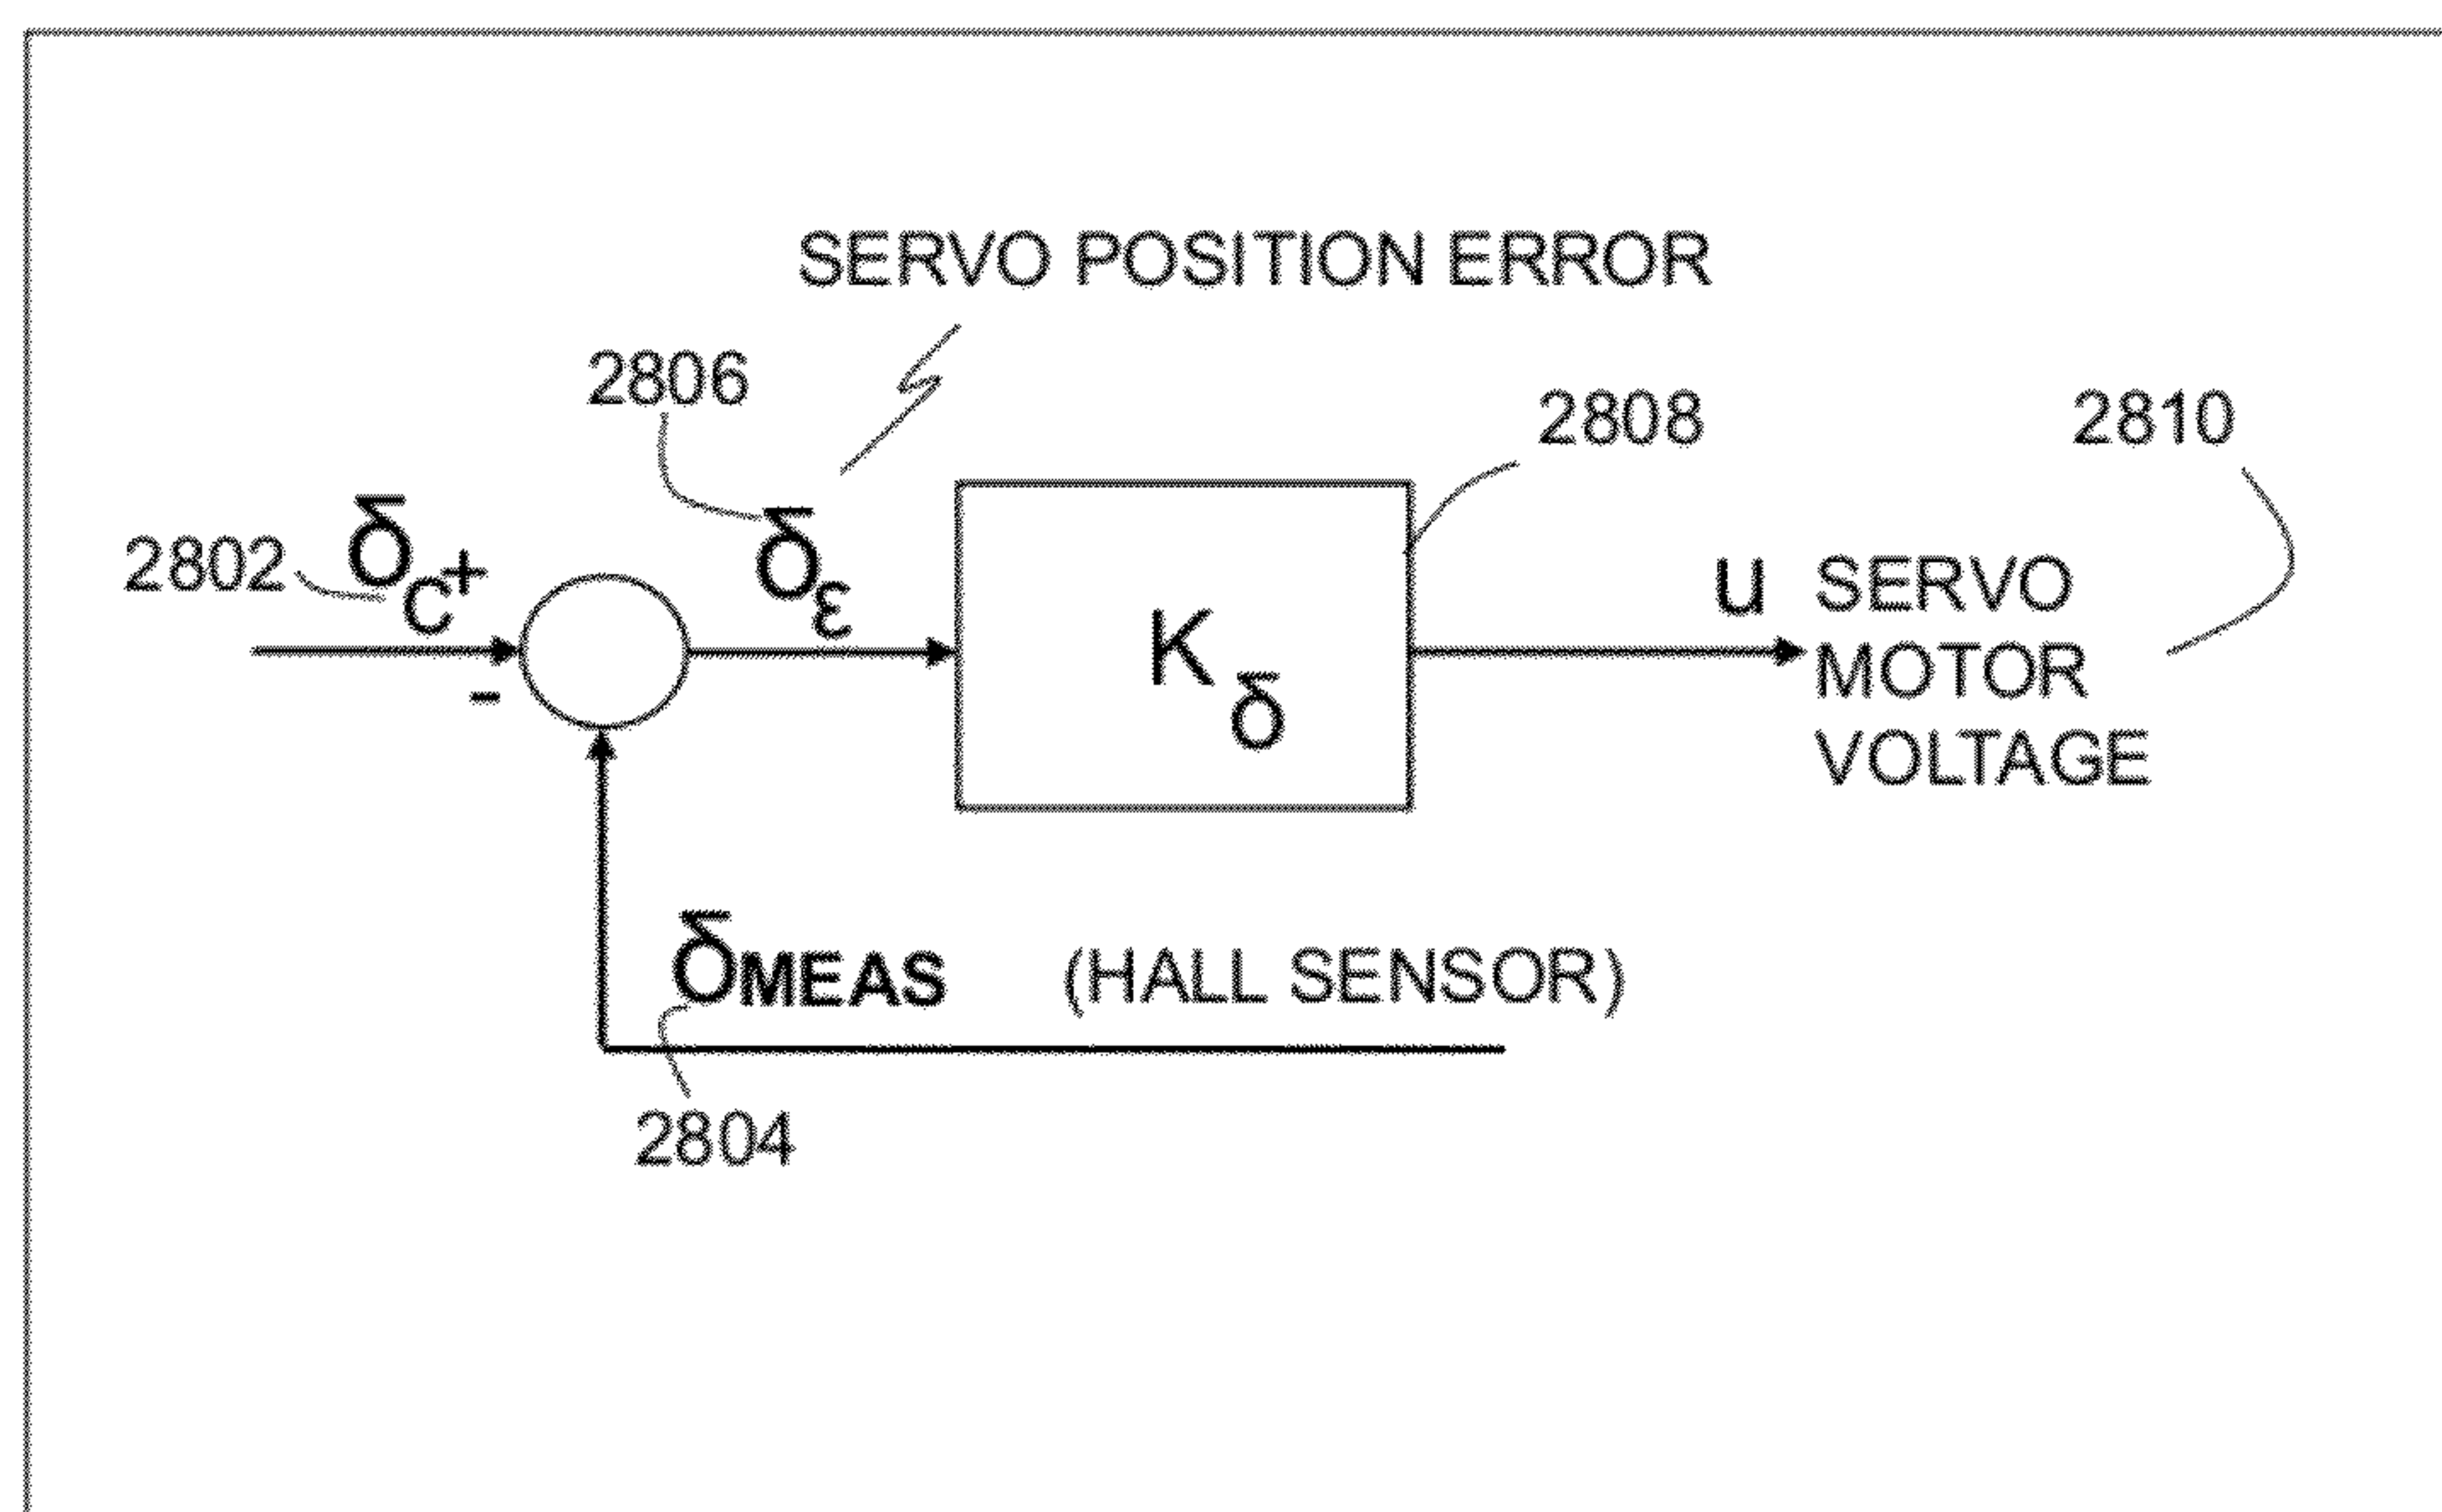 SERVO POSITION ERROR
2806
2808
2810
2802
δc+
δε
u SERVO
MOTOR
VOLTAGE
-
Kδ
δMEAS (HALL SENSOR)
2804